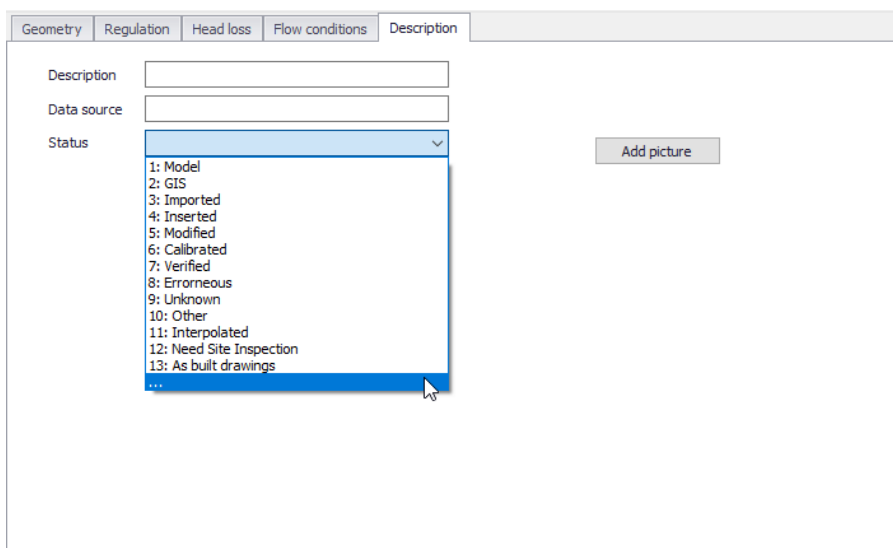 Geometry Regulation Head loss Flow conditions Description
Description
Data source
Status
Add picture
1: Model
2: GIS
3: Imported
4: Inserted
5: Modified
6: Calibrated
7: Verified
8: Errorneous
9: Unknown
10: Other
11: Interpolated
12: Need Site Inspection
13: As built drawings
...